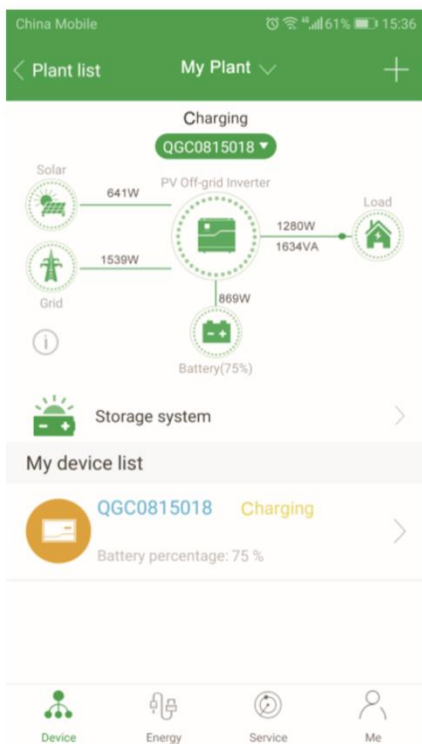 China Mobile 4G 61% 15:36
Plant list My Plant
Charging
QGC0815018
Solar
PV Off-grid Inverter
Load
641W
1280W
1634VA
1539W
Grid
869W
i
Battery(75%)
Storage system
My device list
QGC0815018 Charging
Battery percentage: 75 %
Device Energy Service Me